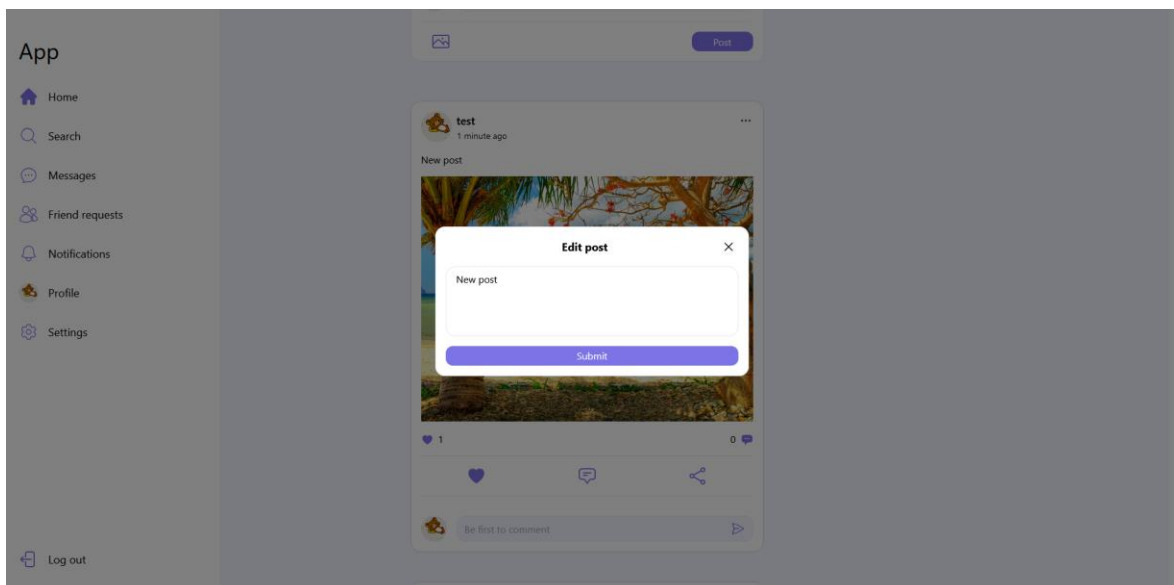 App
Home
Search
Messages
Friend requests
Notifications
Profile
Settings
Log out
Post
test
1 minute ago
New post
Edit post
New post
Submit
1
0
Be first to comment